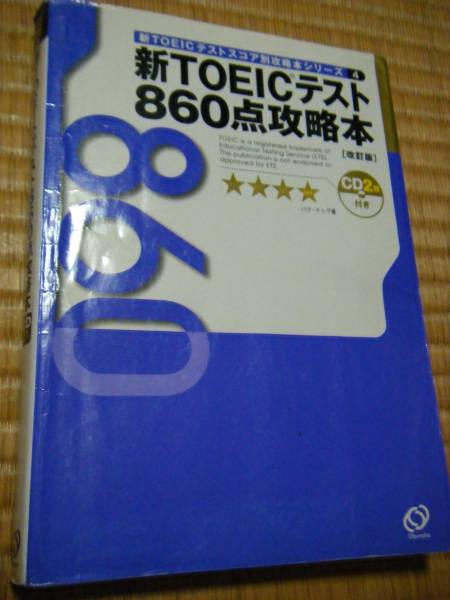 新TOEICテストスコア別攻略本シリーズ 4
新TOEIC®テスト
860点攻略本
TOEIC is a registered trademark of
Educational Testing Service (ETS).
This publication is not endorsed or
approved by ETS.
[改訂版]
CD2枚
付き
860
Obunsha